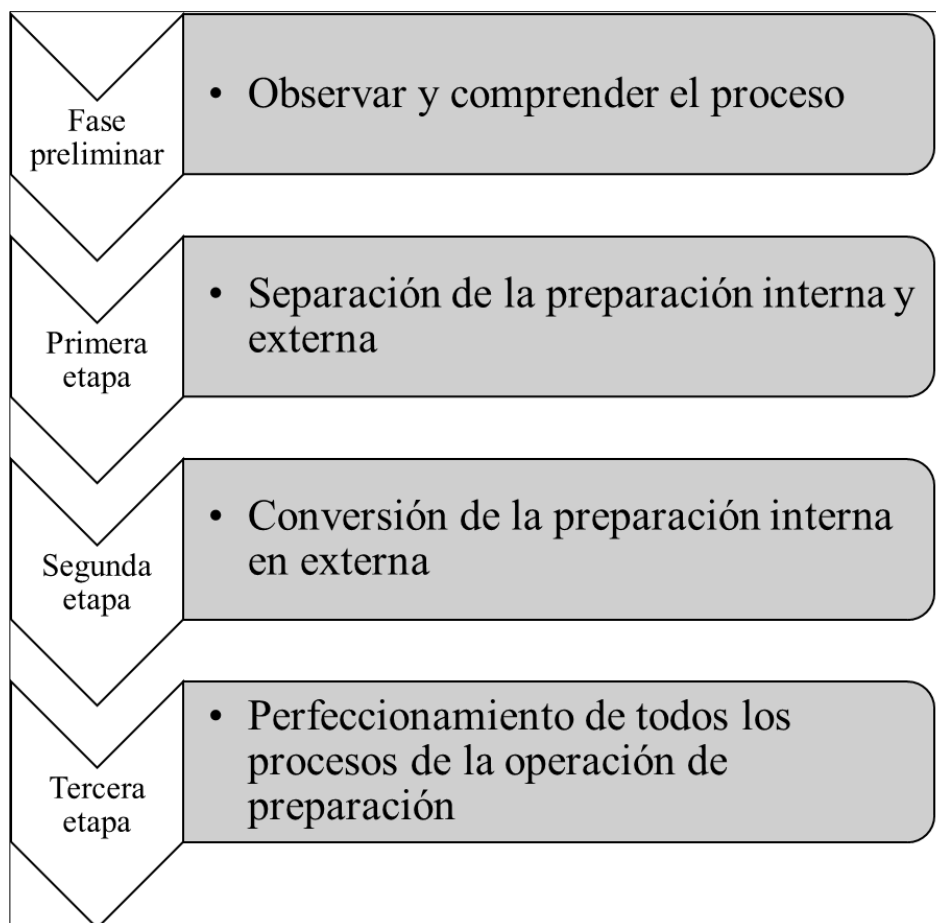 Fase
preliminar
• Observar y comprender el proceso
Primera
etapa
• Separación de la preparación interna y
externa
Segunda
etapa
• Conversión de la preparación interna
en externa
Tercera
etapa
• Perfeccionamiento de todos los
procesos de la operación de
preparación